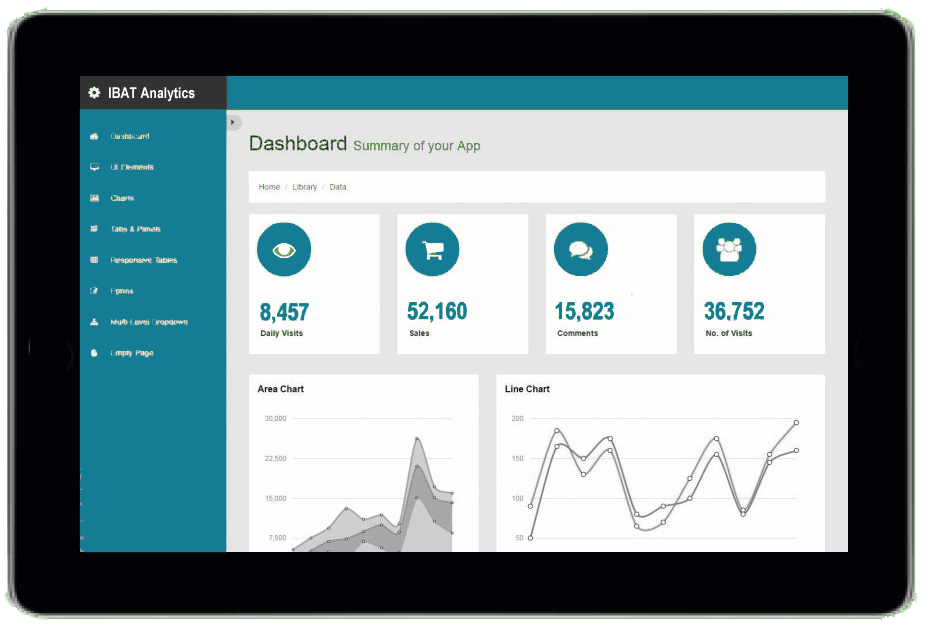 IBAT Analytics
Dashboard
UI Elements
Charts
Tabs & Panels
Responsive Tables
Forms
Multi-Level Dropdown
Empty Page
Dashboard Summary of your App
Home / Library / Data
8,457
Daily Visits
52,160
Sales
15,823
Comments
36,752
No. of Visits
Area Chart
30,000
22,500
15,000
7,500
Line Chart
200
150
100
50